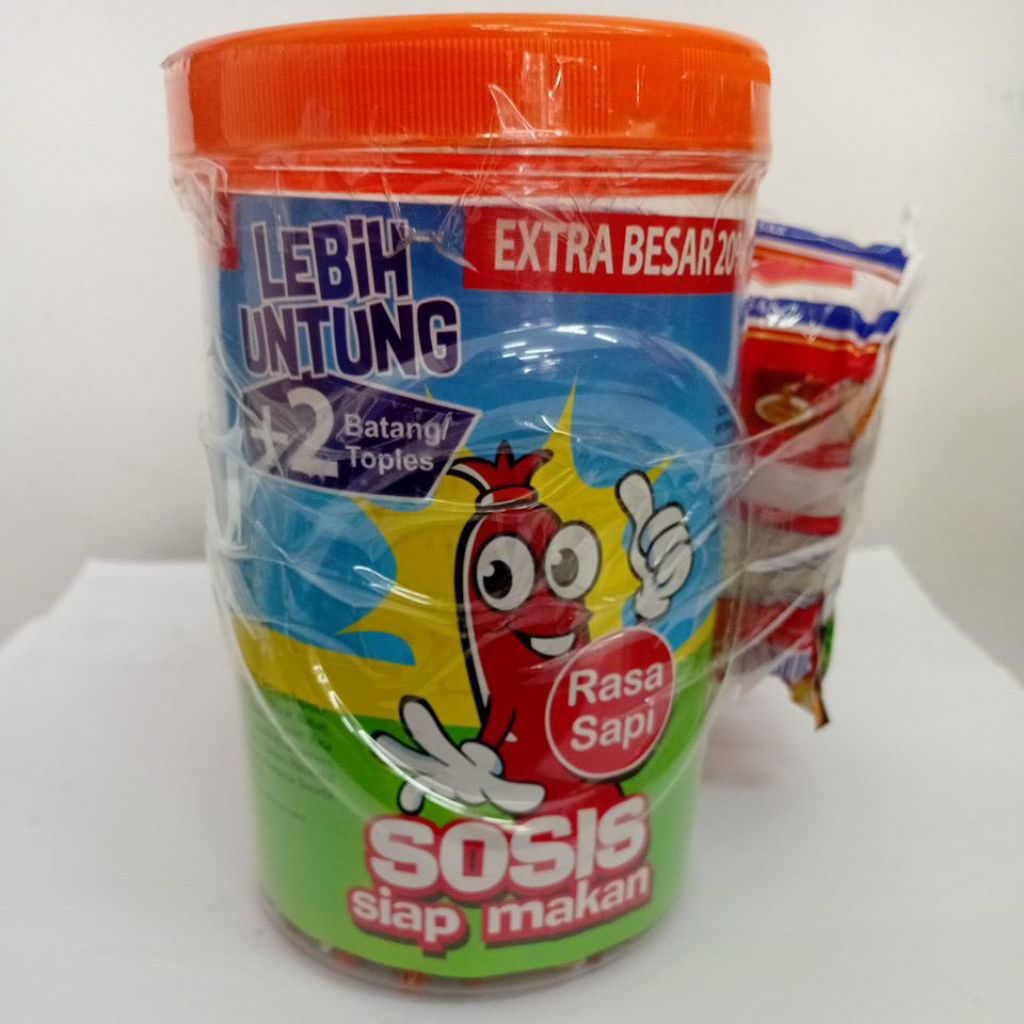 LEBiH
UNTUNG
+2 Batang/
Toples
EXTRA BESAR
Rasa
Sapi
SOSIS
siap makan